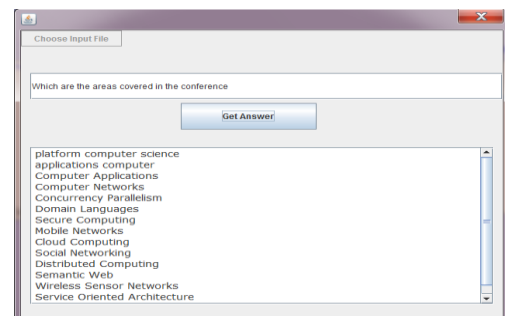 Choose Input File
Which are the areas covered in the conference
Get Answer
platform computer science
applications computer
Computer Applications
Computer Networks
Concurrency Parallelism
Domain Languages
Secure Computing
Mobile Networks
Cloud Computing
Social Networking
Distributed Computing
Semantic Web
Wireless Sensor Networks
Service Oriented Architecture